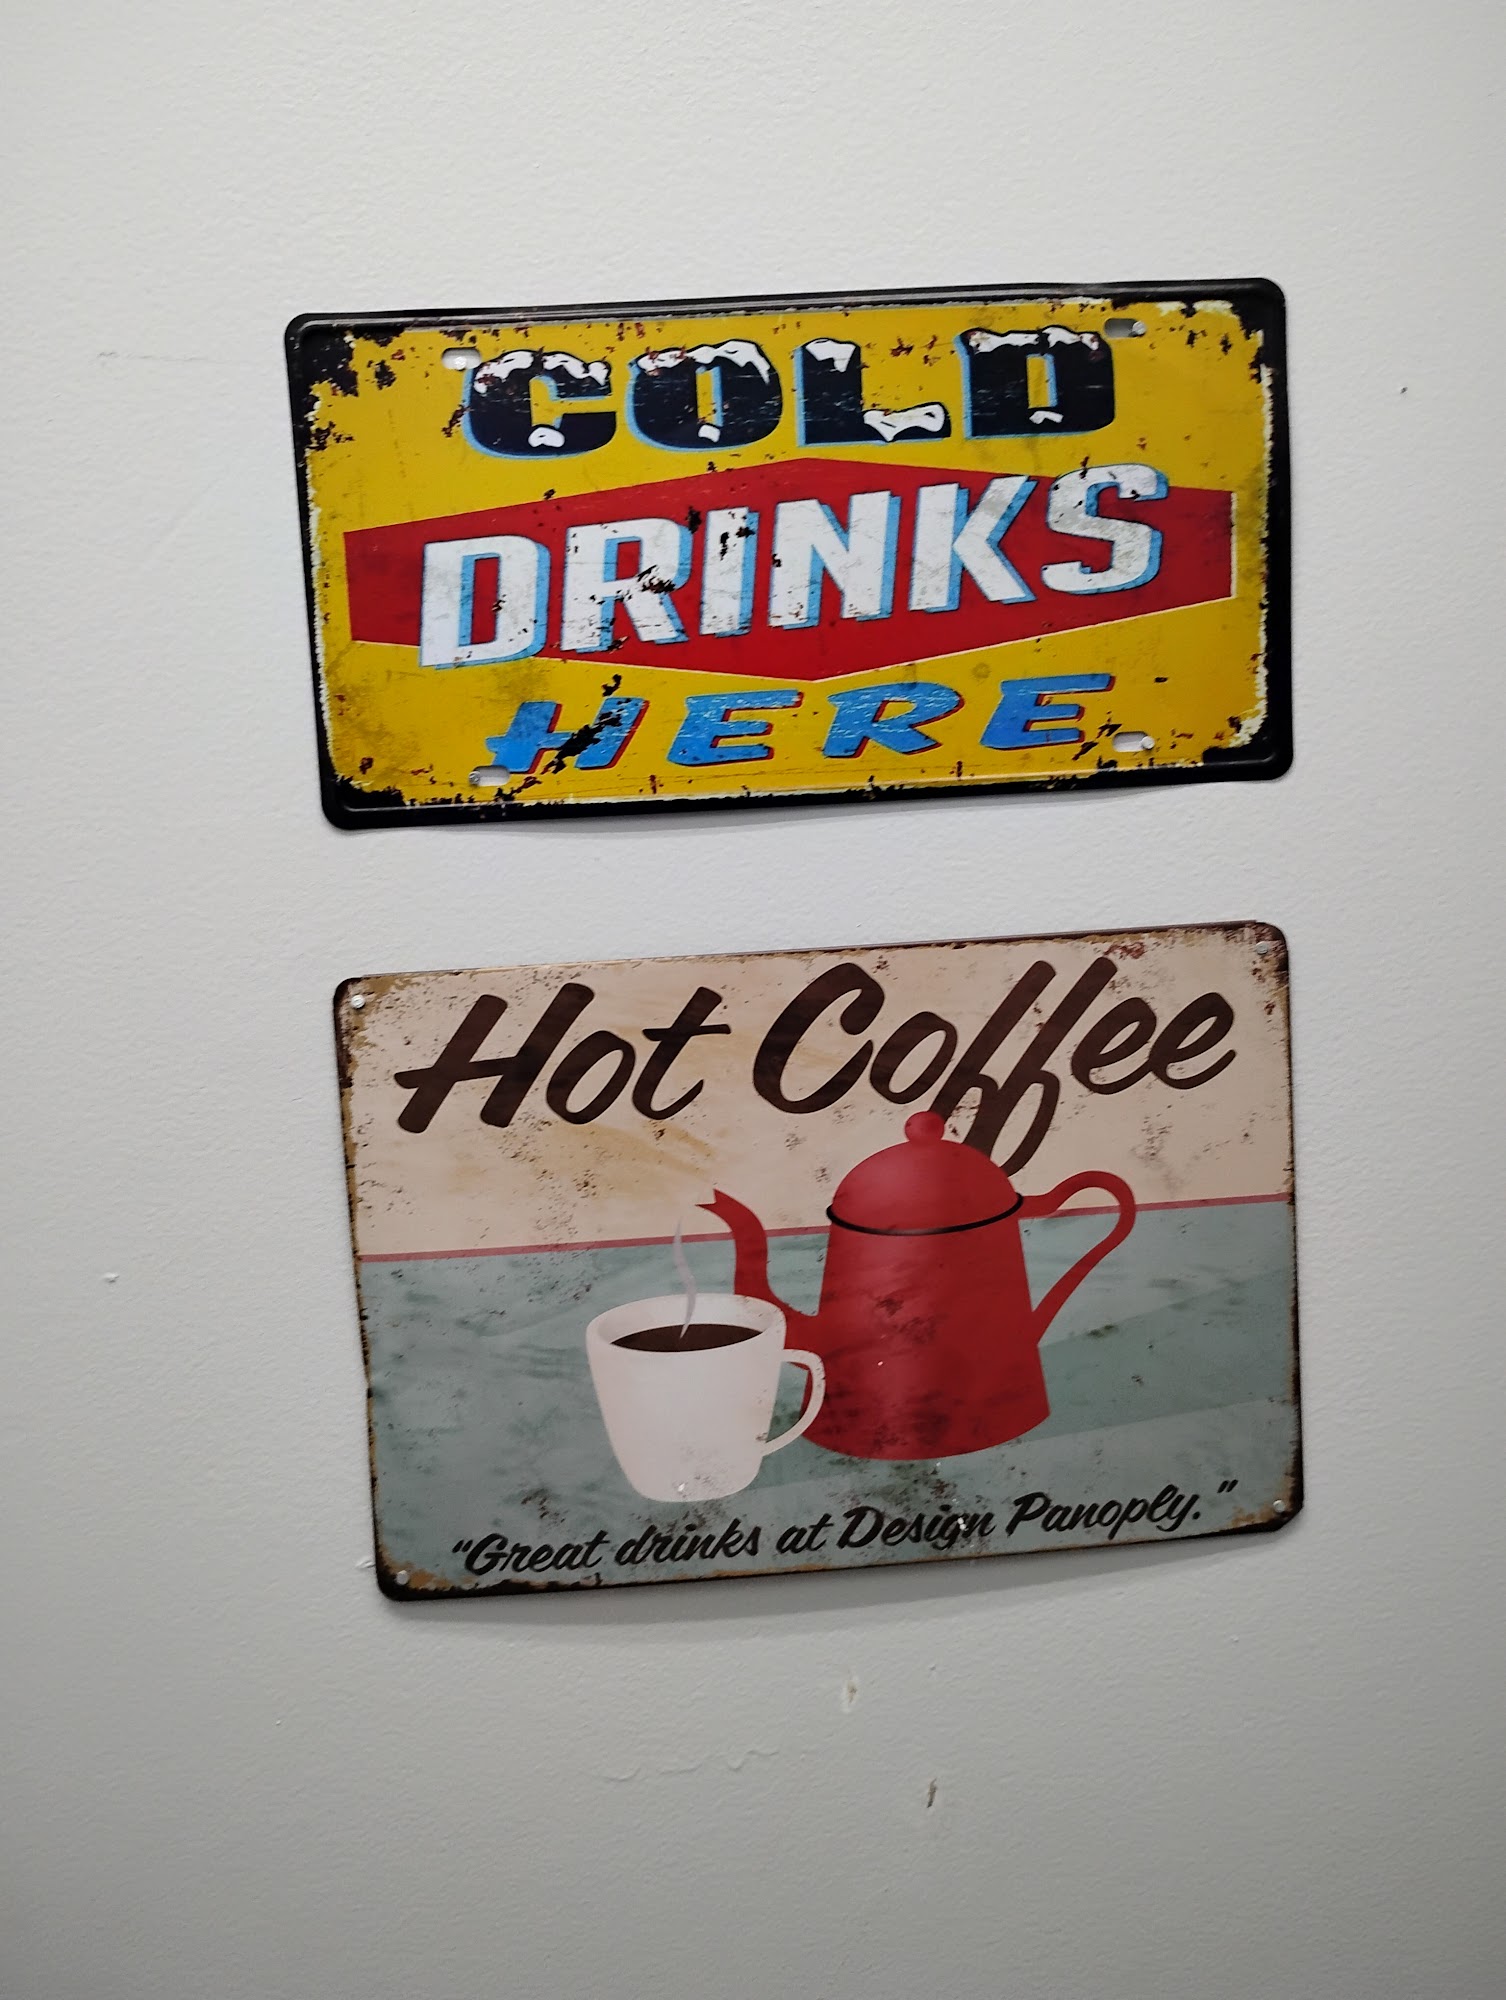 COLD
DRINKS
HERE
Hot Coffee
"Great drinks at Design Panoply."